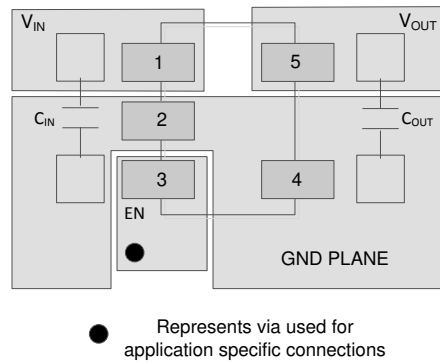 VIN
VOUT
1
5
CIN
2
COUT
3
4
EN
GND PLANE
Represents via used for
application specific connections